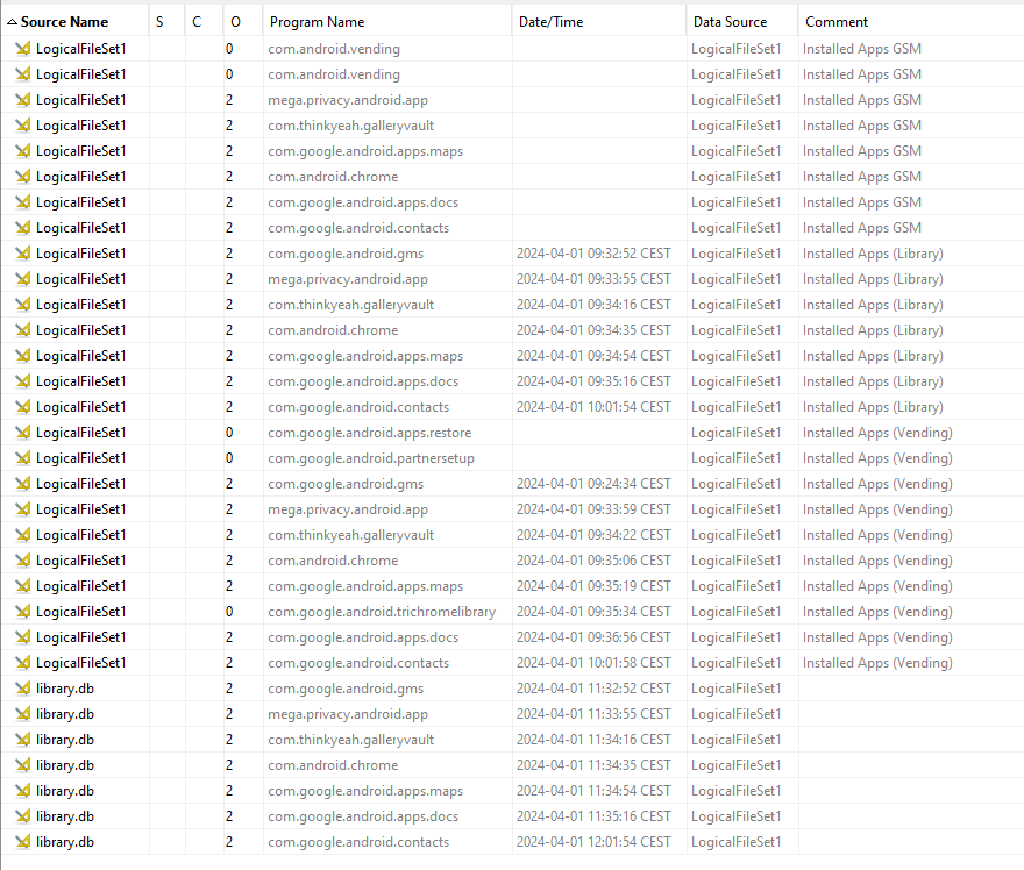 Source Name S C O Program Name Date/Time Data Source Comment
LogicalFileSet1 0 com.android.vending LogicalFileSet1 Installed Apps GSM
LogicalFileSet1 0 com.android.vending LogicalFileSet1 Installed Apps GSM
LogicalFileSet1 2 mega.privacy.android.app LogicalFileSet1 Installed Apps GSM
LogicalFileSet1 2 com.thinkyeah.galleryvault LogicalFileSet1 Installed Apps GSM
LogicalFileSet1 2 com.google.android.apps.maps LogicalFileSet1 Installed Apps GSM
LogicalFileSet1 2 com.android.chrome LogicalFileSet1 Installed Apps GSM
LogicalFileSet1 2 com.google.android.apps.docs LogicalFileSet1 Installed Apps GSM
LogicalFileSet1 2 com.google.android.contacts LogicalFileSet1 Installed Apps GSM
LogicalFileSet1 2 com.google.android.gms 2024-04-01 09:32:52 CEST LogicalFileSet1 Installed Apps (Library)
LogicalFileSet1 2 mega.privacy.android.app 2024-04-01 09:33:55 CEST LogicalFileSet1 Installed Apps (Library)
LogicalFileSet1 2 com.thinkyeah.galleryvault 2024-04-01 09:34:16 CEST LogicalFileSet1 Installed Apps (Library)
LogicalFileSet1 2 com.android.chrome 2024-04-01 09:34:35 CEST LogicalFileSet1 Installed Apps (Library)
LogicalFileSet1 2 com.google.android.apps.maps 2024-04-01 09:34:54 CEST LogicalFileSet1 Installed Apps (Library)
LogicalFileSet1 2 com.google.android.apps.docs 2024-04-01 09:35:16 CEST LogicalFileSet1 Installed Apps (Library)
LogicalFileSet1 2 com.google.android.contacts 2024-04-01 10:01:54 CEST LogicalFileSet1 Installed Apps (Library)
LogicalFileSet1 0 com.google.android.apps.restore LogicalFileSet1 Installed Apps (Vending)
LogicalFileSet1 0 com.google.android.partnersetup LogicalFileSet1 Installed Apps (Vending)
LogicalFileSet1 2 com.google.android.gms 2024-04-01 09:24:34 CEST LogicalFileSet1 Installed Apps (Vending)
LogicalFileSet1 2 mega.privacy.android.app 2024-04-01 09:33:59 CEST LogicalFileSet1 Installed Apps (Vending)
LogicalFileSet1 2 com.thinkyeah.galleryvault 2024-04-01 09:34:22 CEST LogicalFileSet1 Installed Apps (Vending)
LogicalFileSet1 2 com.android.chrome 2024-04-01 09:35:06 CEST LogicalFileSet1 Installed Apps (Vending)
LogicalFileSet1 2 com.google.android.apps.maps 2024-04-01 09:35:19 CEST LogicalFileSet1 Installed Apps (Vending)
LogicalFileSet1 0 com.google.android.trichromelibrary 2024-04-01 09:35:34 CEST LogicalFileSet1 Installed Apps (Vending)
LogicalFileSet1 2 com.google.android.apps.docs 2024-04-01 09:36:56 CEST LogicalFileSet1 Installed Apps (Vending)
LogicalFileSet1 2 com.google.android.contacts 2024-04-01 10:01:58 CEST LogicalFileSet1 Installed Apps (Vending)
library.db 2 com.google.android.gms 2024-04-01 11:32:52 CEST LogicalFileSet1
library.db 2 mega.privacy.android.app 2024-04-01 11:33:55 CEST LogicalFileSet1
library.db 2 com.thinkyeah.galleryvault 2024-04-01 11:34:16 CEST LogicalFileSet1
library.db 2 com.android.chrome 2024-04-01 11:34:35 CEST LogicalFileSet1
library.db 2 com.google.android.apps.maps 2024-04-01 11:34:54 CEST LogicalFileSet1
library.db 2 com.google.android.apps.docs 2024-04-01 11:35:16 CEST LogicalFileSet1
library.db 2 com.google.android.contacts 2024-04-01 12:01:54 CEST LogicalFileSet1